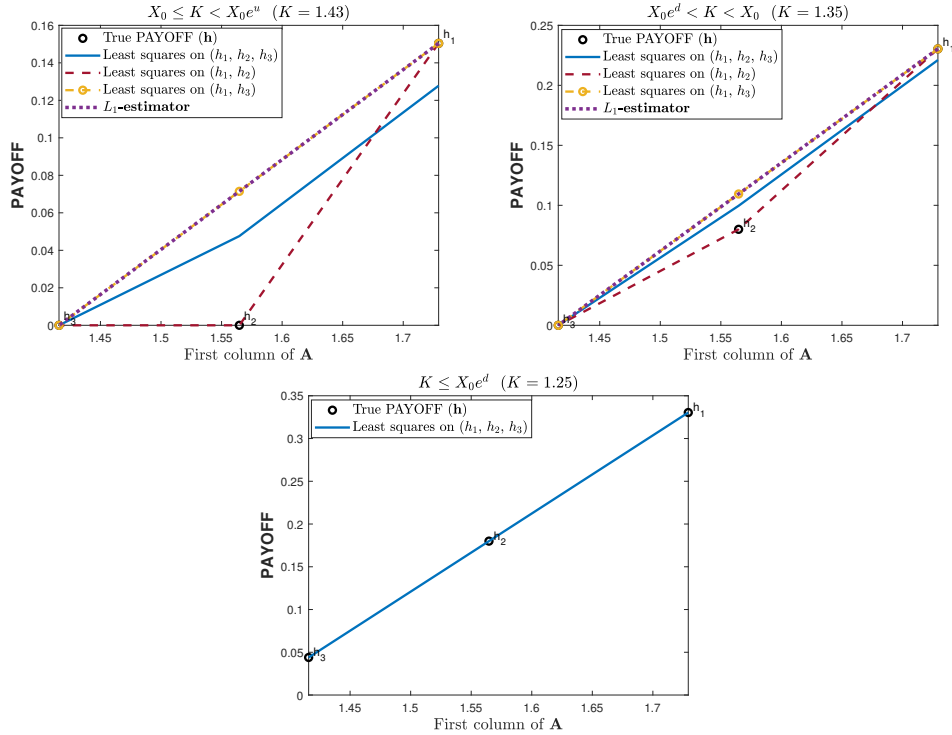 $X_0 \leq K < X_0e^u$ $(K = 1.43)$
0.16
0.14
0.12
0.1
0.08
0.06
0.04
0.02
0
PAYOFF
True PAYOFF (h)
Least squares on $(h_1, h_2, h_3)$
Least squares on $(h_1, h_2)$
Least squares on $(h_1, h_3)$
$L_1$-estimator
$h_1$
$h_2$
$h_3$
1.45
1.5
1.55
1.6
1.65
1.7
First column of A
$X_0e^d < K < X_0$ $(K = 1.35)$
0.25
0.2
0.15
0.1
0.05
0
PAYOFF
True PAYOFF (h)
Least squares on $(h_1, h_2, h_3)$
Least squares on $(h_1, h_2)$
Least squares on $(h_1, h_3)$
$L_1$-estimator
h
$h_2$
$h_3$
1.45
1.5
1.55
1.6
1.65
1.7
First column of A
$K \leq X_0e^d$ $(K = 1.25)$
0.35
0.3
0.25
0.2
0.15
0.1
0.05
0
PAYOFF
True PAYOFF (h)
Least squares on $(h_1, h_2, h_3)$
$h_1$
$h_2$
$h_3$
1.45
1.5
1.55
1.6
1.65
1.7
First column of A